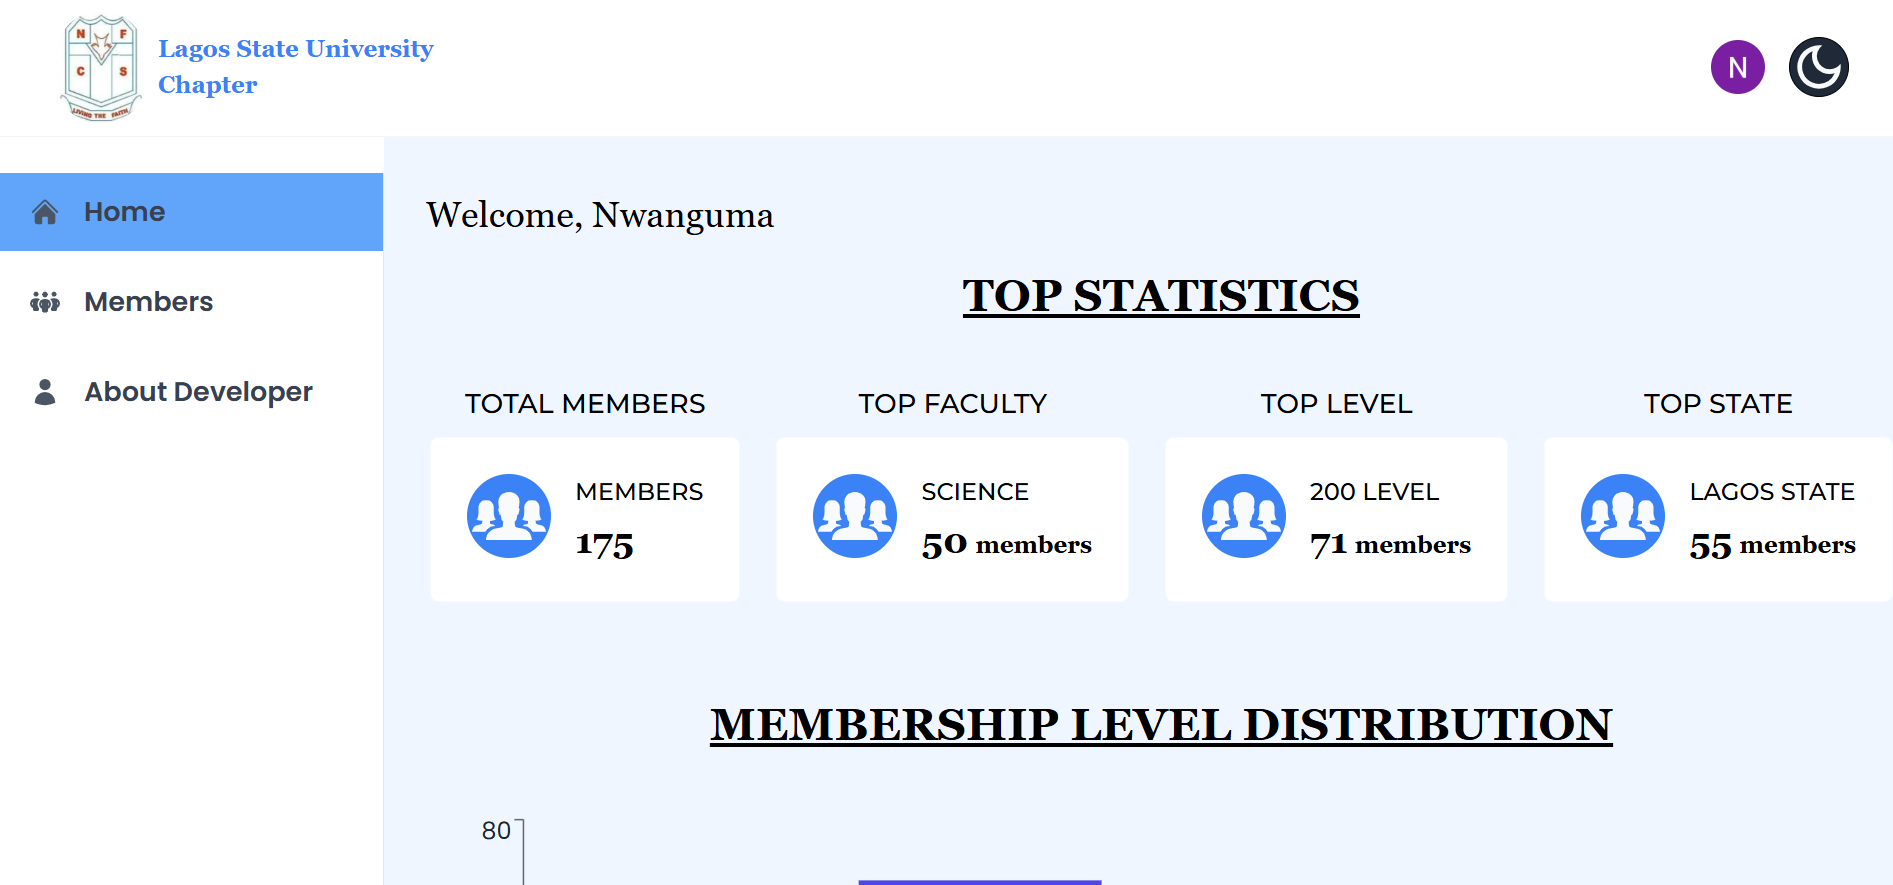 N F
C S
LIVING THE FAITH
Lagos State University
Chapter
N
Home
Members
About Developer
Welcome, Nwanguma
TOP STATISTICS
TOTAL MEMBERS
MEMBERS
175
TOP FACULTY
SCIENCE
50 members
TOP LEVEL
200 LEVEL
71 members
TOP STATE
LAGOS STATE
55 members
MEMBERSHIP LEVEL DISTRIBUTION
80